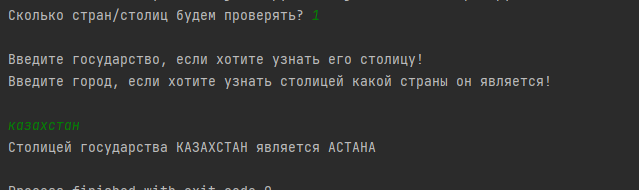 Сколько стран/столиц будем проверять? 1
Введите государство, если хотите узнать его столицу!
Введите город, если хотите узнать столицей какой страны он является!
казахстан
Столицей государства КАЗАХСТАН является АСТАНА
Process finished with exit code 0